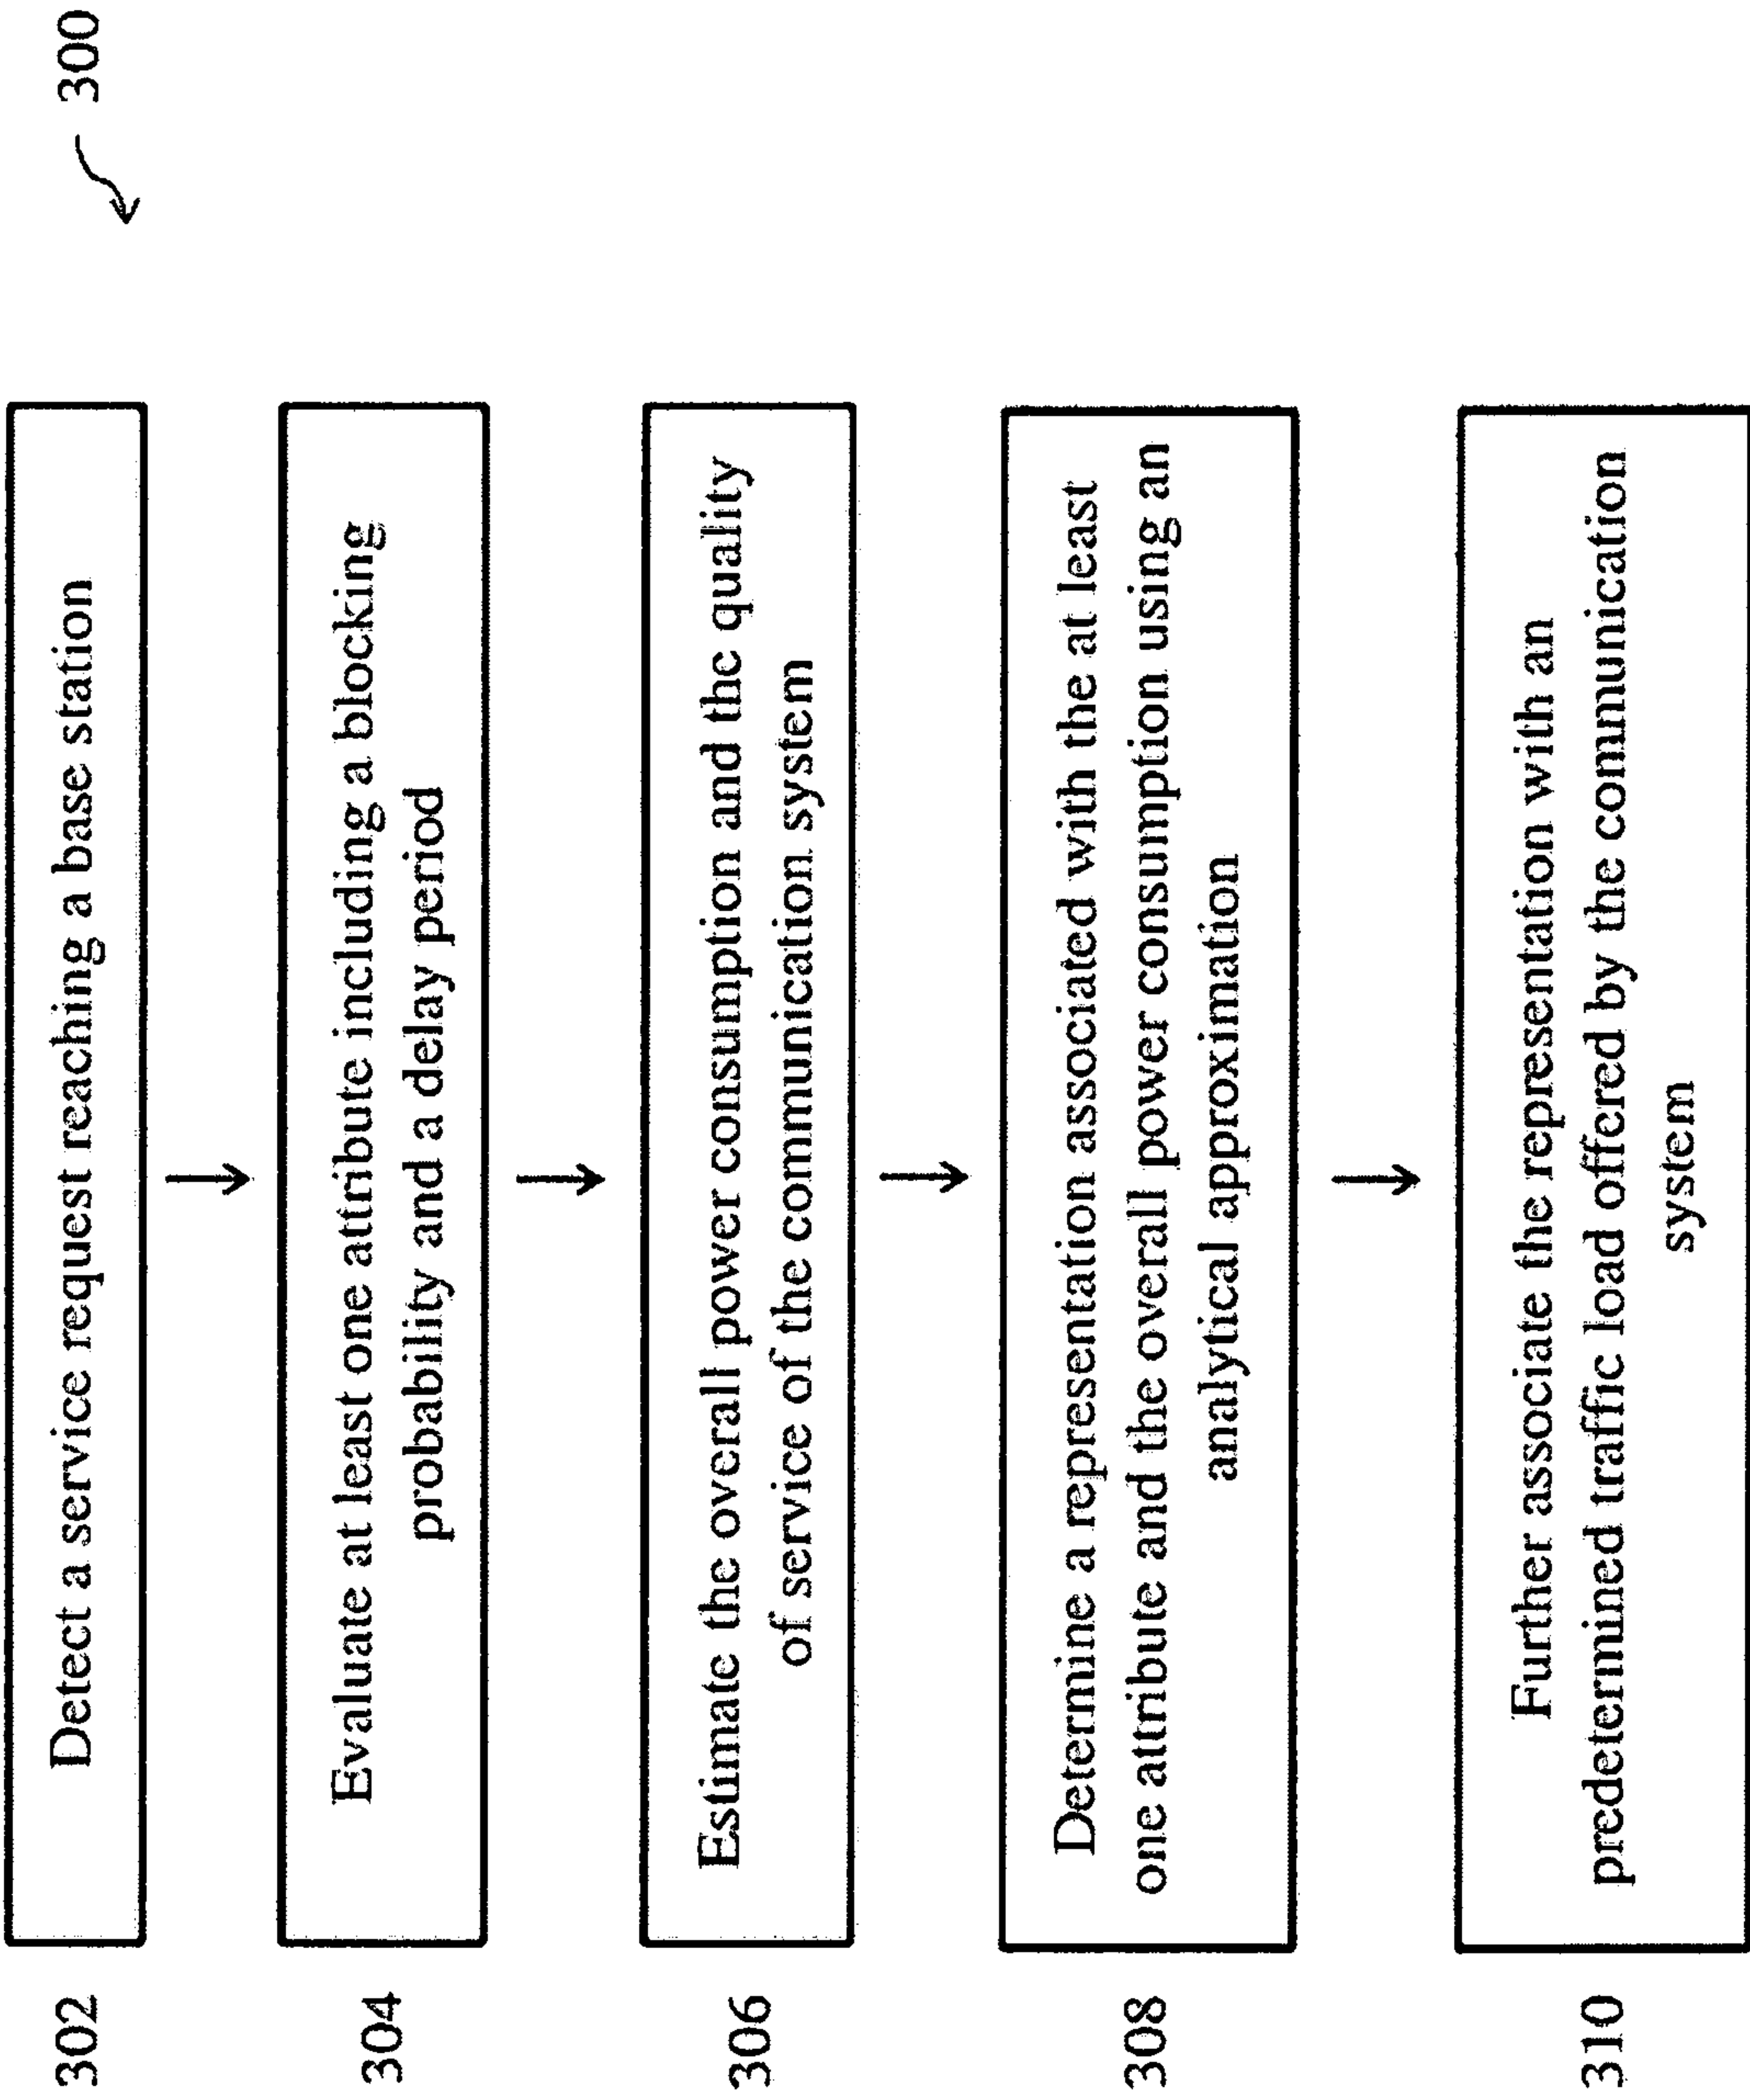 300
302
Detect a service request reaching a base station
304
Evaluate at least one attribute including a blocking
probability and a delay period
306
Estimate the overall power consumption and the quality
of service of the communication system
308
Determine a representation associated with the at least
one attribute and the overall power consumption using an
analytical approximation
310
Further associate the representation with an
predetermined traffic load offered by the communication
system